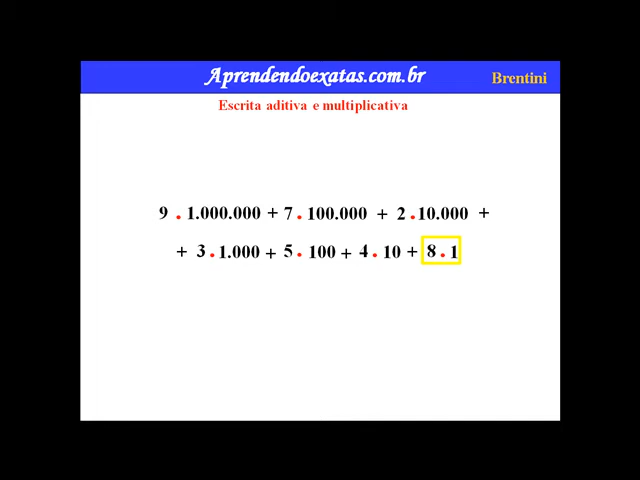 Aprendendoexatas.com.br
Brentini
Escrita aditiva e multiplicativa
9 . 1.000.000 + 7 . 100.000 + 2 . 10.000 +
+ 3 . 1.000 + 5 . 100 + 4 . 10 + 8 . 1